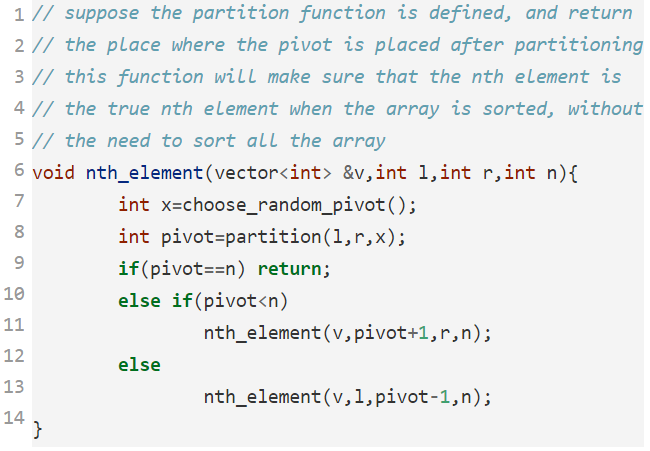 1 // suppose the partition function is defined, and return
2 // the place where the pivot is placed after partitioning
3 // this function will make sure that the nth element is
4 // the true nth element when the array is sorted, without
5 // the need to sort all the array
6 void nth_element(vector<int> &v,int l,int r,int n){
7         int x=choose_random_pivot();
8         int pivot=partition(l,r,x);
9         if(pivot==n) return;
10         else if(pivot<n)
11                 nth_element(v,pivot+1,r,n);
12         else
13                 nth_element(v,l,pivot-1,n);
14 }